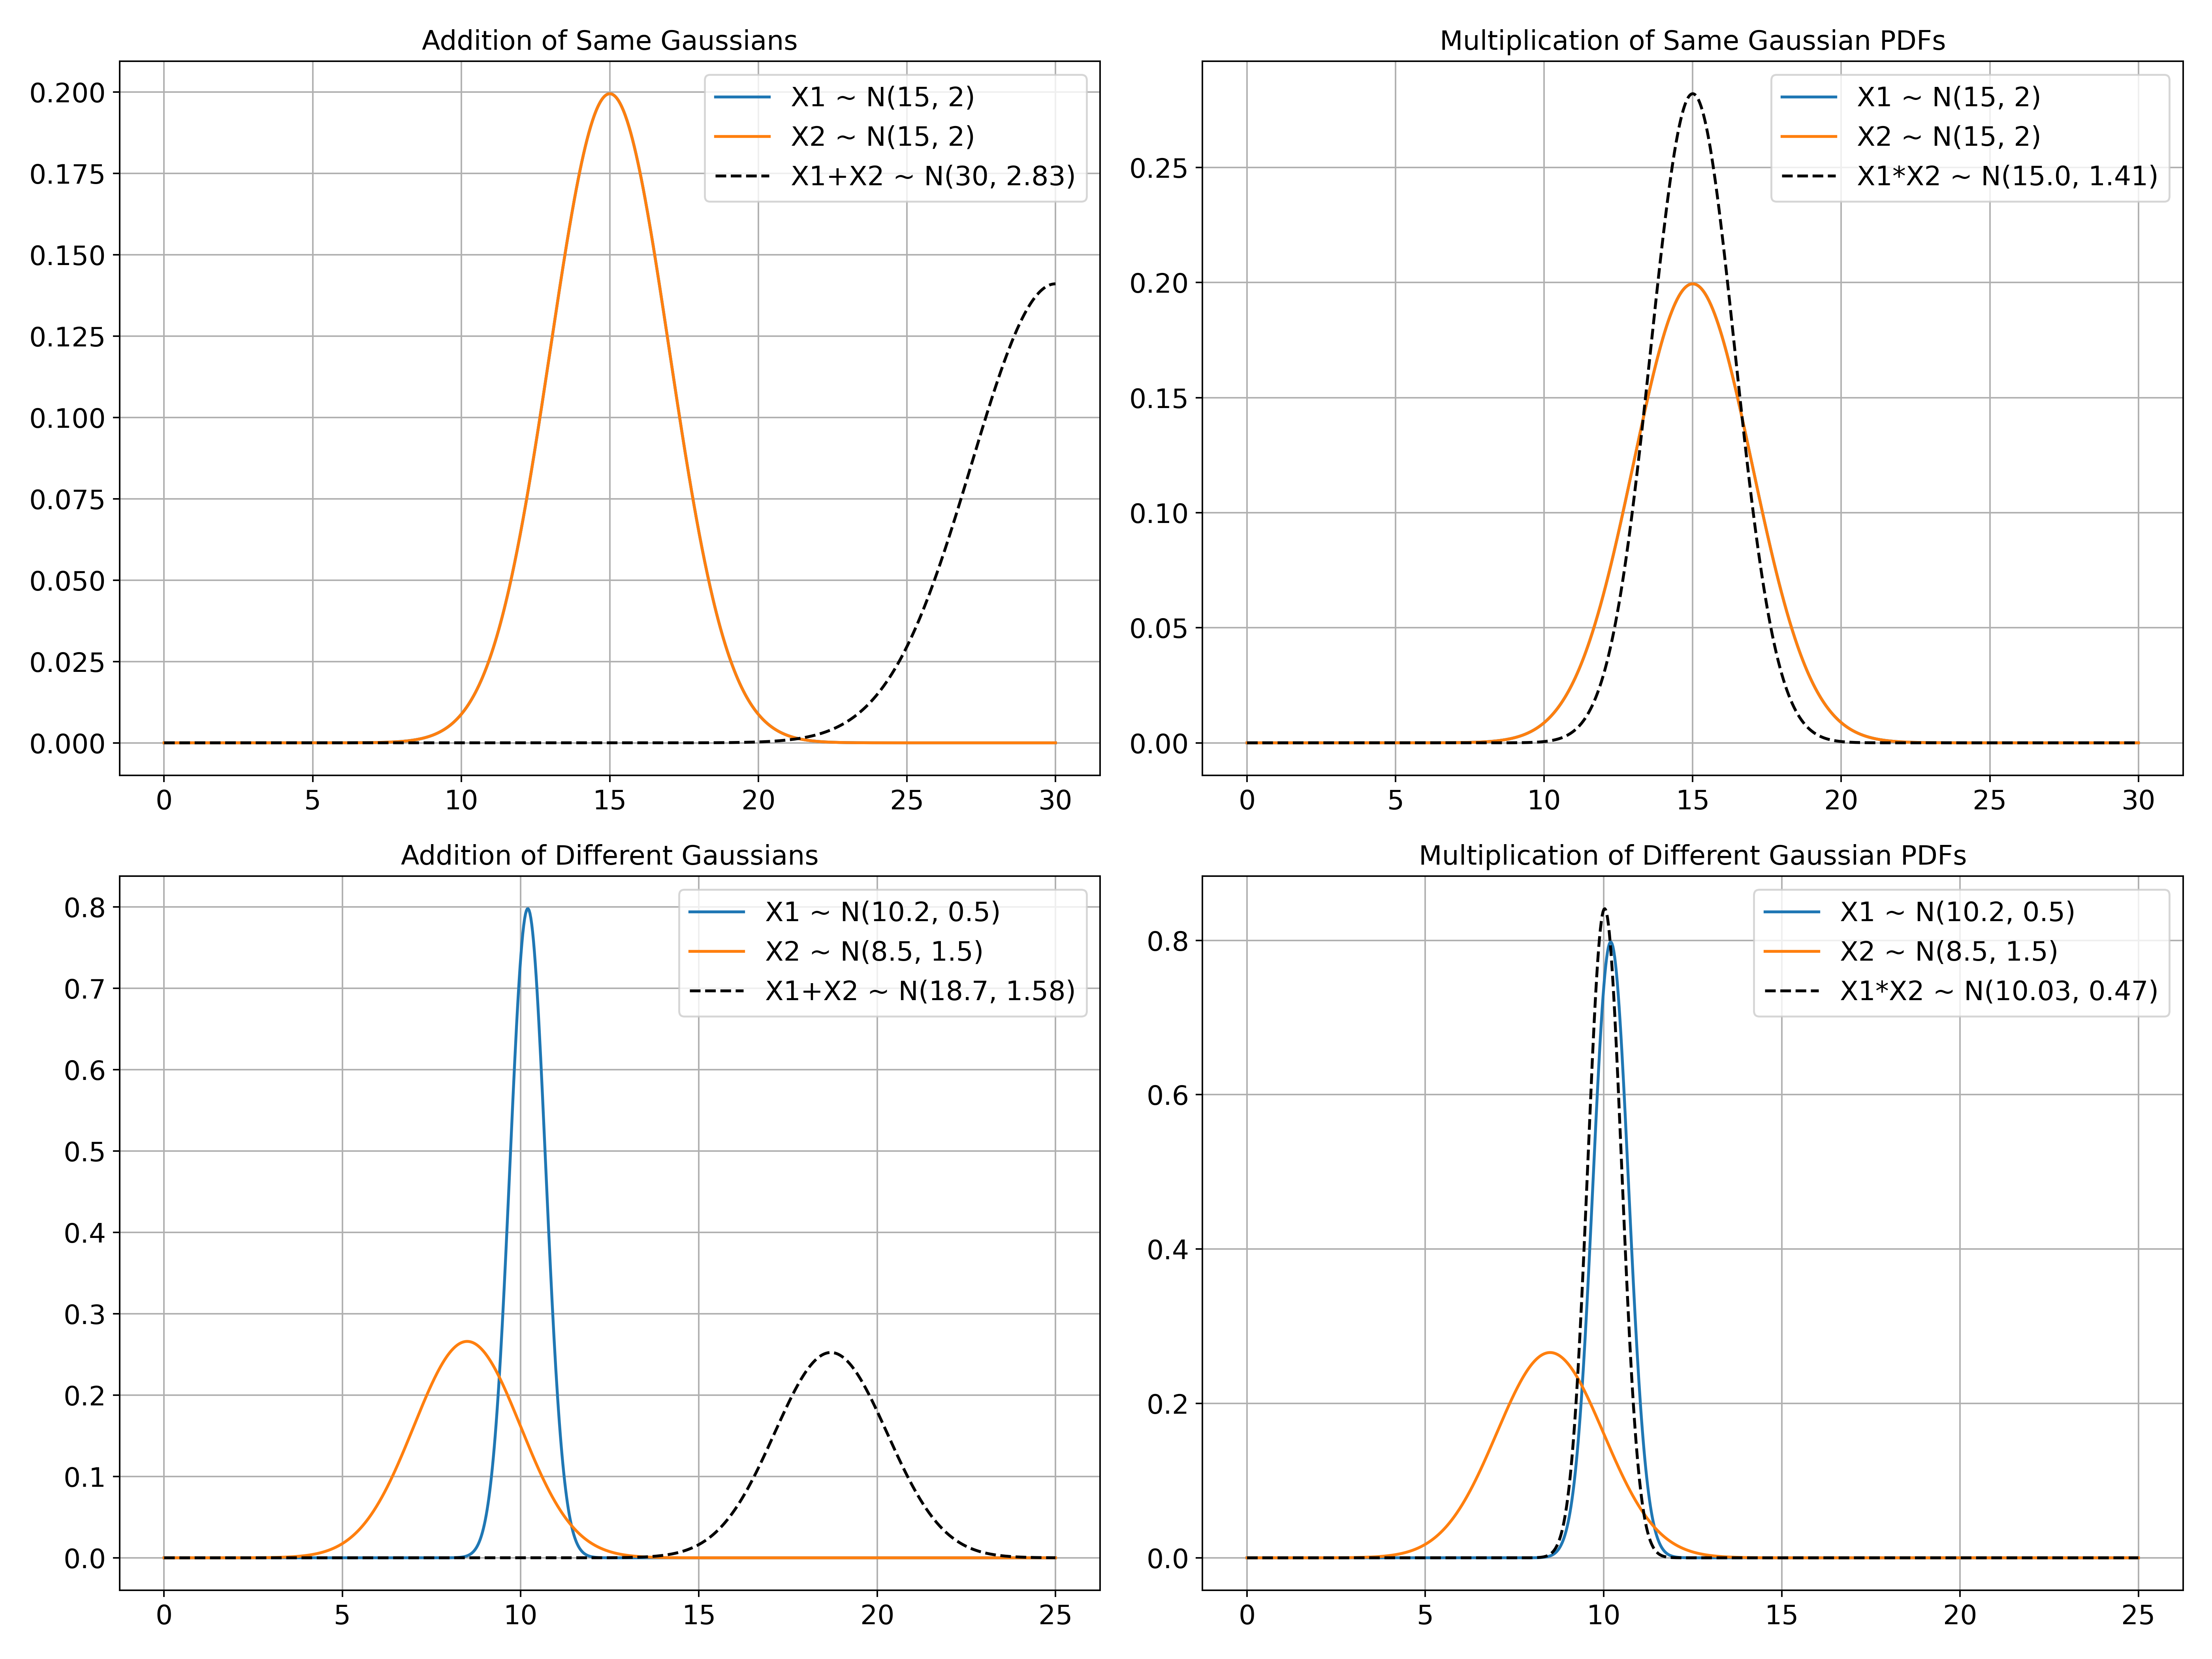 Addition of Same Gaussians
0.200
0.175
0.150
0.125
0.100
0.075
0.050
0.025
0.000
X1 ~ N(15, 2)
X2 ~ N(15, 2)
X1+X2 ~ N(30, 2.83)
0 5 10 15 20 25 30
Multiplication of Same Gaussian PDFs
0.25
0.20
0.15
0.10
0.05
0.00
X1 ~ N(15, 2)
X2 ~ N(15, 2)
X1*X2 ~ N(15.0, 1.41)
0 5 10 15 20 25 30
Addition of Different Gaussians
0.8
0.7
0.6
0.5
0.4
0.3
0.2
0.1
0.0
X1 ~ N(10.2, 0.5)
X2 ~ N(8.5, 1.5)
X1+X2 ~ N(18.7, 1.58)
0 5 10 15 20 25
Multiplication of Different Gaussian PDFs
0.8
0.6
0.4
0.2
0.0
X1 ~ N(10.2, 0.5)
X2 ~ N(8.5, 1.5)
X1*X2 ~ N(10.03, 0.47)
0 5 10 15 20 25